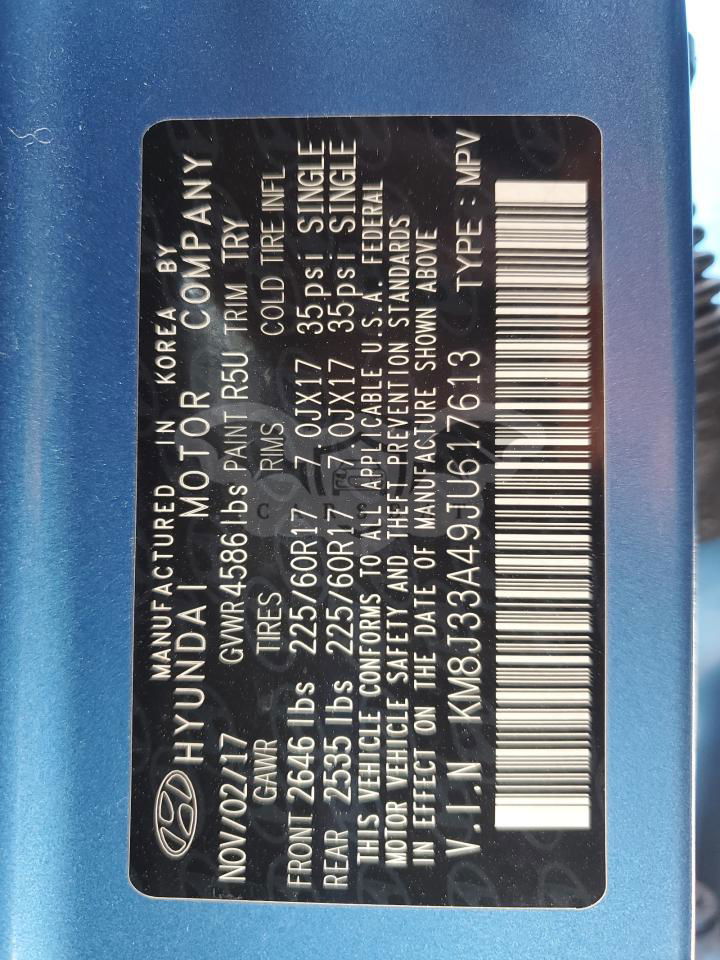 MANUFACTURED IN KOREA BY
HYUNDAI MOTOR COMPANY
NOV/02/17 GVWR 4586 lbs PAINT R5U TRIM TRY
GAWR TIRES RIMS COLD TIRE INFL
FRONT 2646 lbs 225/60R17 7.0JX17 35psi SINGLE
REAR 2535 lbs 225/60R17 7.0JX17 35psi SINGLE
THIS VEHICLE CONFORMS TO ALL APPLICABLE U.S.A. FEDERAL
MOTOR VEHICLE SAFETY AND THEFT PREVENTION STANDARDS
IN EFFECT ON THE DATE OF MANUFACTURE SHOWN ABOVE
V.I.N KM8J33A49JU617613 TYPE : MPV